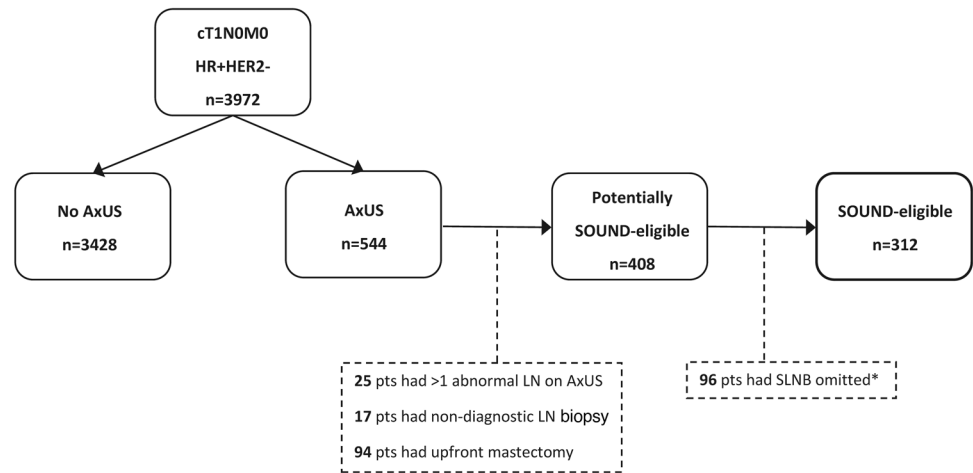 cT1N0M0
HR+HER2-
n=3972
No AxUS
n=3428
AxUS
n=544
Potentially
SOUND-eligible
n=408
SOUND-eligible
n=312
25 pts had >1 abnormal LN on AxUS
17 pts had non-diagnostic LN biopsy
94 pts had upfront mastectomy
96 pts had SLNB omitted*